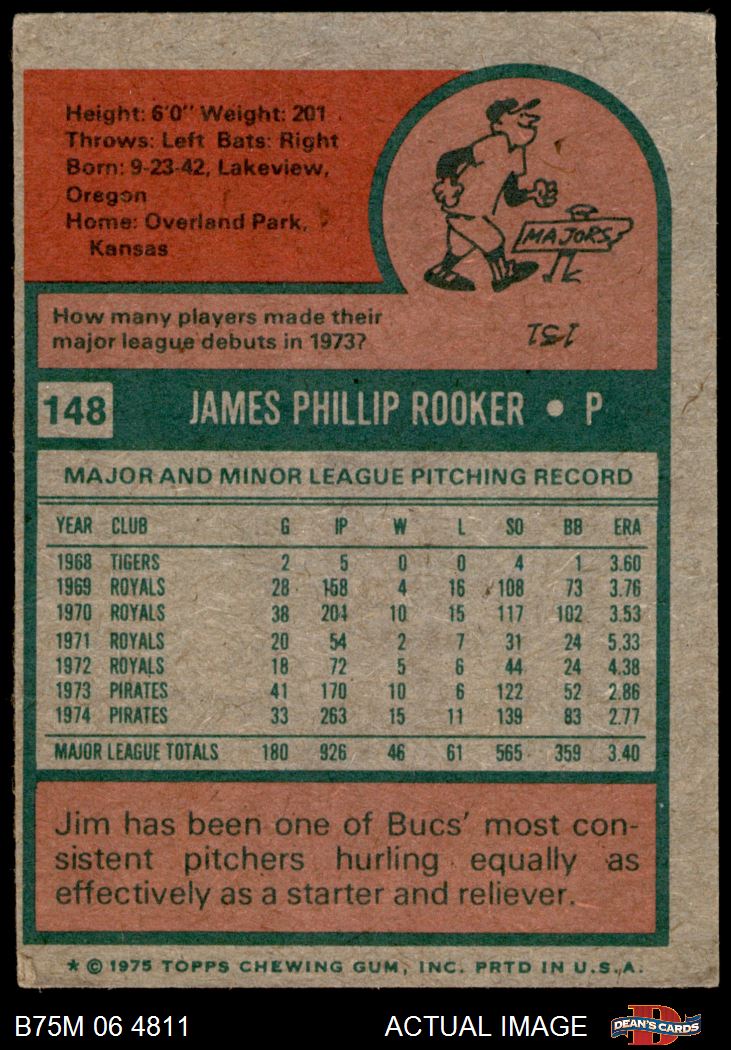 Height: 6'0" Weight: 201
Throws: Left Bats: Right
Born: 9-23-42, Lakeview,
Oregon
Home: Overland Park,
Kansas
MAJORS
How many players made their
major league debuts in 1973?
151
148 JAMES PHILLIP ROOKER • P
MAJOR AND MINOR LEAGUE PITCHING RECORD
YEAR CLUB G IP W L SO BB ERA
1968 TIGERS 2 5 0 0 4 1 3.60
1969 ROYALS 28 158 4 16 108 73 3.76
1970 ROYALS 38 204 10 15 117 102 3.53
1971 ROYALS 20 54 2 7 31 24 5.33
1972 ROYALS 18 72 5 6 44 24 4.38
1973 PIRATES 41 170 10 6 122 52 2.86
1974 PIRATES 33 263 15 11 139 83 2.77
MAJOR LEAGUE TOTALS 180 926 46 61 565 359 3.40
Jim has been one of Bucs' most con-
sistent pitchers hurling equally as
effectively as a starter and reliever.
* © 1975 TOPPS CHEWING GUM, INC. PRTD IN U.S.A.
B75M 06 4811 ACTUAL IMAGE DEAN'S CARDS